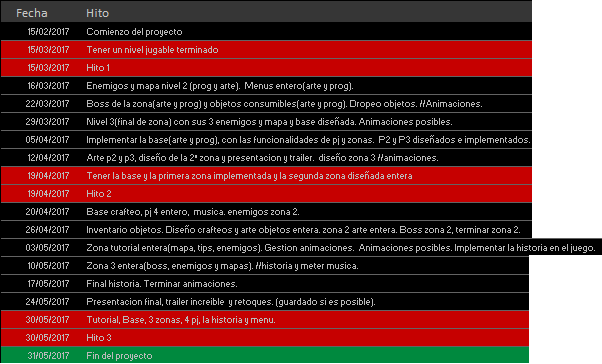 Fecha Hito
15/02/2017 Comienzo del proyecto
15/03/2017 Tener un nivel jugable terminado
15/03/2017 Hito 1
16/03/2017 Enemigos y mapa nivel 2 (prog y arte). Menus entero(arte y prog).
22/03/2017 Boss de la zona(arte y prog) y objetos consumibles(arte y prog). Dropeo objetos. //Animaciones.
29/03/2017 Nivel 3(final de zona) con sus 3 enemigos y mapa y base diseñada. Animaciones posibles.
05/04/2017 Implementar la base(arte y prog), con las funcionalidades de pj y zonas. P2 y P3 diseñados e implementados.
12/04/2017 Arte p2 y p3, diseño de la 2ª zona y presentacion y trailer. diseño zona 3 //animaciones.
19/04/2017 Tener la base y la primera zona implementada y la segunda zona diseñada entera
19/04/2017 Hito 2
20/04/2017 Base crafteo, pj 4 entero, musica. enemigos zona 2.
26/04/2017 Inventario objetos. Diseño crafteos y arte objetos entera. zona 2 arte entera. Boss zona 2, terminar zona 2.
03/05/2017 Zona tutorial entera(mapa, tips, enemigos). Gestion animaciones. Animaciones posibles. Implementar la historia en el juego.
10/05/2017 Zona 3 entera(boss, enemigos y mapas). //historia y meter musica.
17/05/2017 Final historia. Terminar animaciones.
24/05/2017 Presentacion final, trailer increible y retoques. (guardado si es posible).
30/05/2017 Tutorial, Base, 3 zonas, 4 pj, la historia y menu.
30/05/2017 Hito 3
31/05/2017 Fin del proyecto